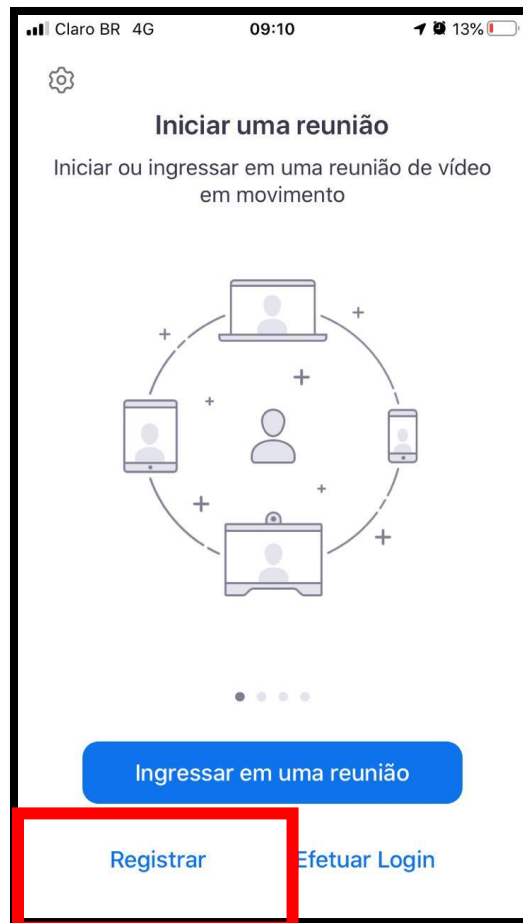 Claro BR 4G 09:10 13%
Iniciar uma reunião
Iniciar ou ingressar em uma reunião de vídeo
em movimento
Ingressar em uma reunião
Registrar Efetuar Login